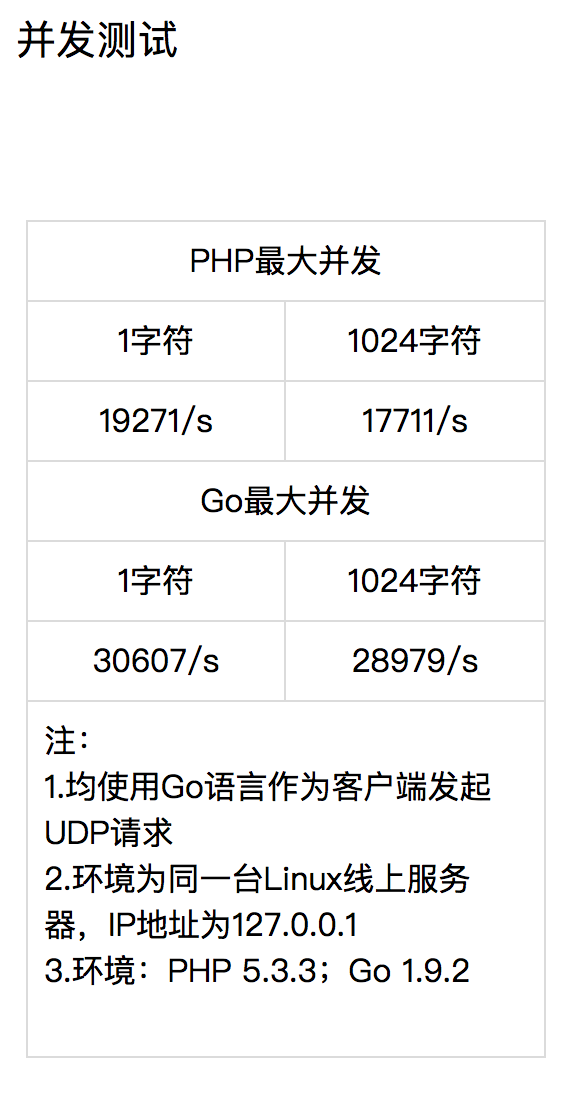 并发测试
PHP最大并发
1字符 1024字符
19271/s 17711/s
Go最大并发
1字符 1024字符
30607/s 28979/s
注：
1.均使用Go语言作为客户端发起
UDP请求
2.环境为同一台Linux线上服务
器，IP地址为127.0.0.1
3.环境：PHP 5.3.3；Go 1.9.2